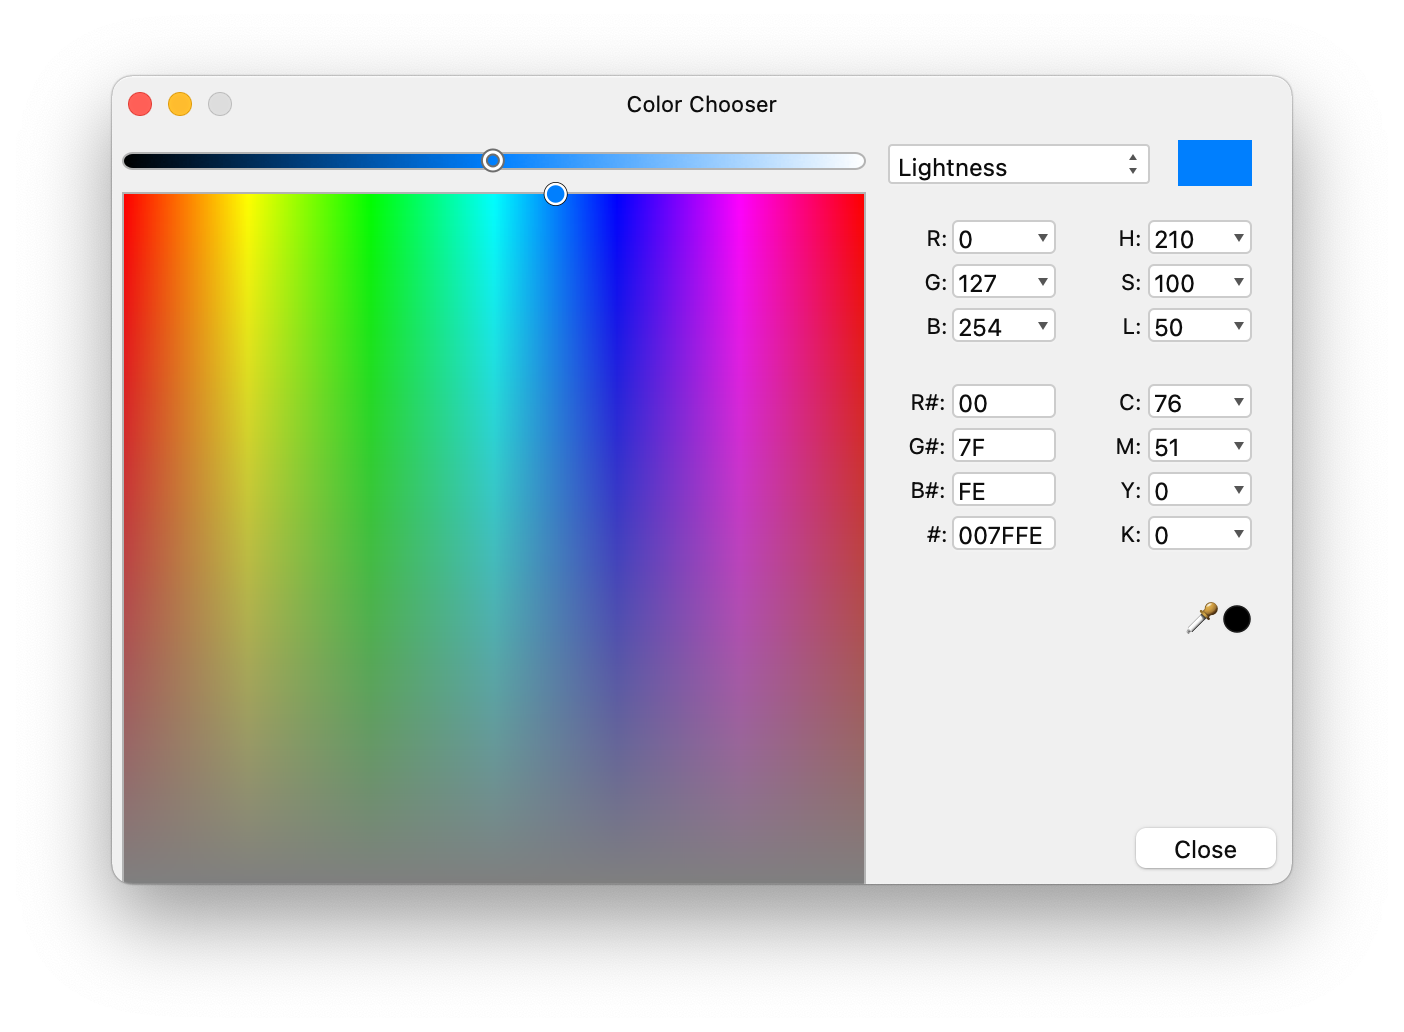 Color Chooser
Lightness
R: 0 H: 210
G: 127 S: 100
B: 254 L: 50
R#: 00 C: 76
G#: 7F M: 51
B#: FE Y: 0
#: 007FFE K: 0
Close